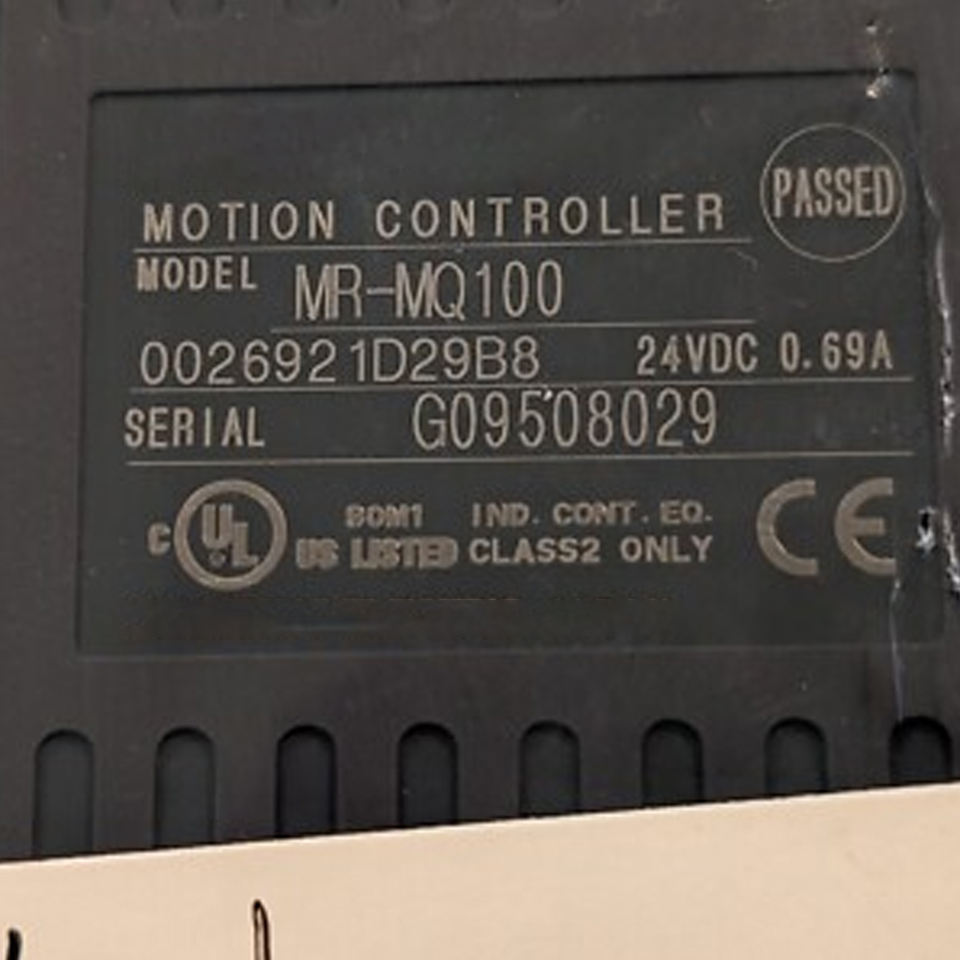 PASSED
MOTION CONTROLLER
MODEL MR-MQ100
0026921D29B8 24VDC 0.69A
SERIAL G09508029
C UL US LISTED 80M1 IND. CONT. EQ.
CLASS2 ONLY
CE